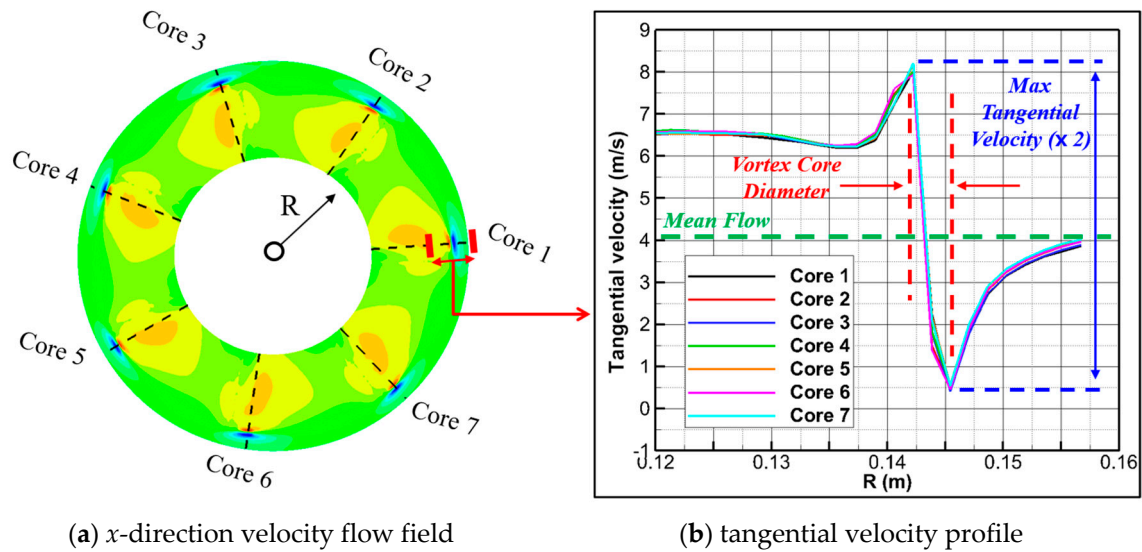 Core 3
Core 2
Core 4
R
Core 1
Core 5
Core 7
Core 6
9
8
7
6
5
4
3
2
1
0
-1
Tangential velocity (m/s)
Max
Tangential
Velocity (x 2)
Vortex Core
Diameter
Mean Flow
Core 1
Core 2
Core 3
Core 4
Core 5
Core 6
Core 7
0.12 0.13 0.14 0.15 0.16
R (m)
(a) x-direction velocity flow field
(b) tangential velocity profile